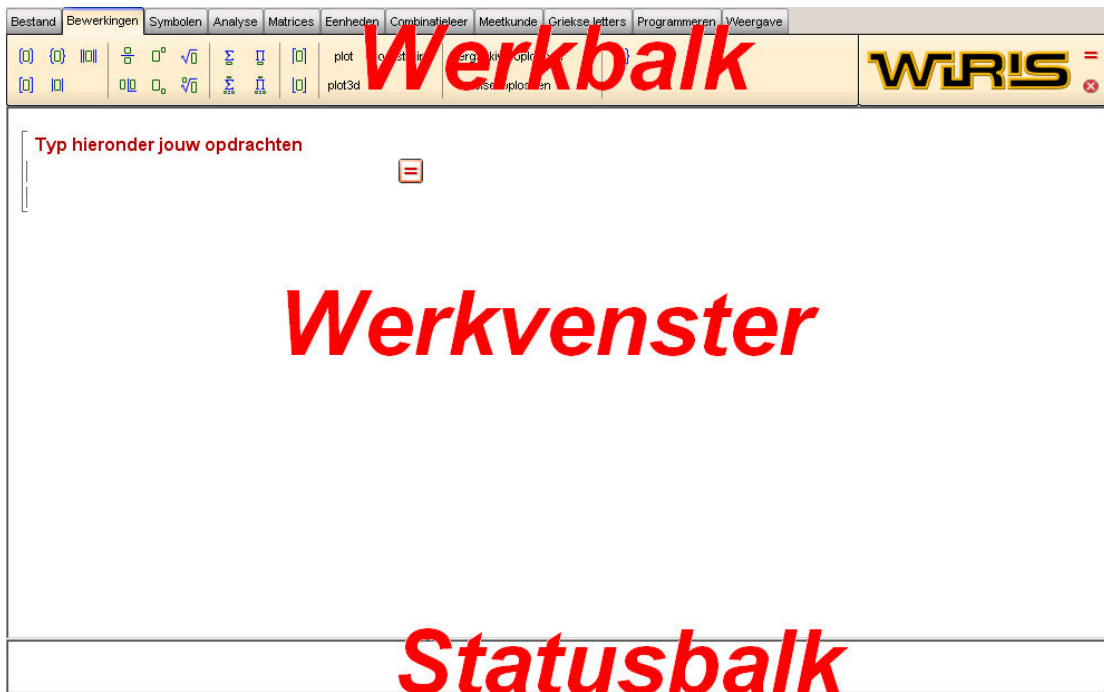 Bestand Bewerkingen Symbolen Analyse Matrices Eenheden Combinatieleer Meetkunde Griekse letters Programmeren Weergave
Werkbalk
plot
plot3d
WIRIS
Typ hieronder jouw opdrachten
=
Werkvenster
Statusbalk